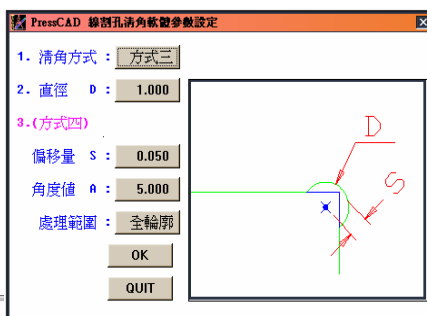 PressCAD 線割孔清角軟體參數設定
1. 清角方式 : 方式三
2. 直徑 D : 1.000
3.(方式四)
偏移量 S : 0.050
角度值 A : 5.000
處理範圍 : 全輪廓
OK
QUIT
D
S